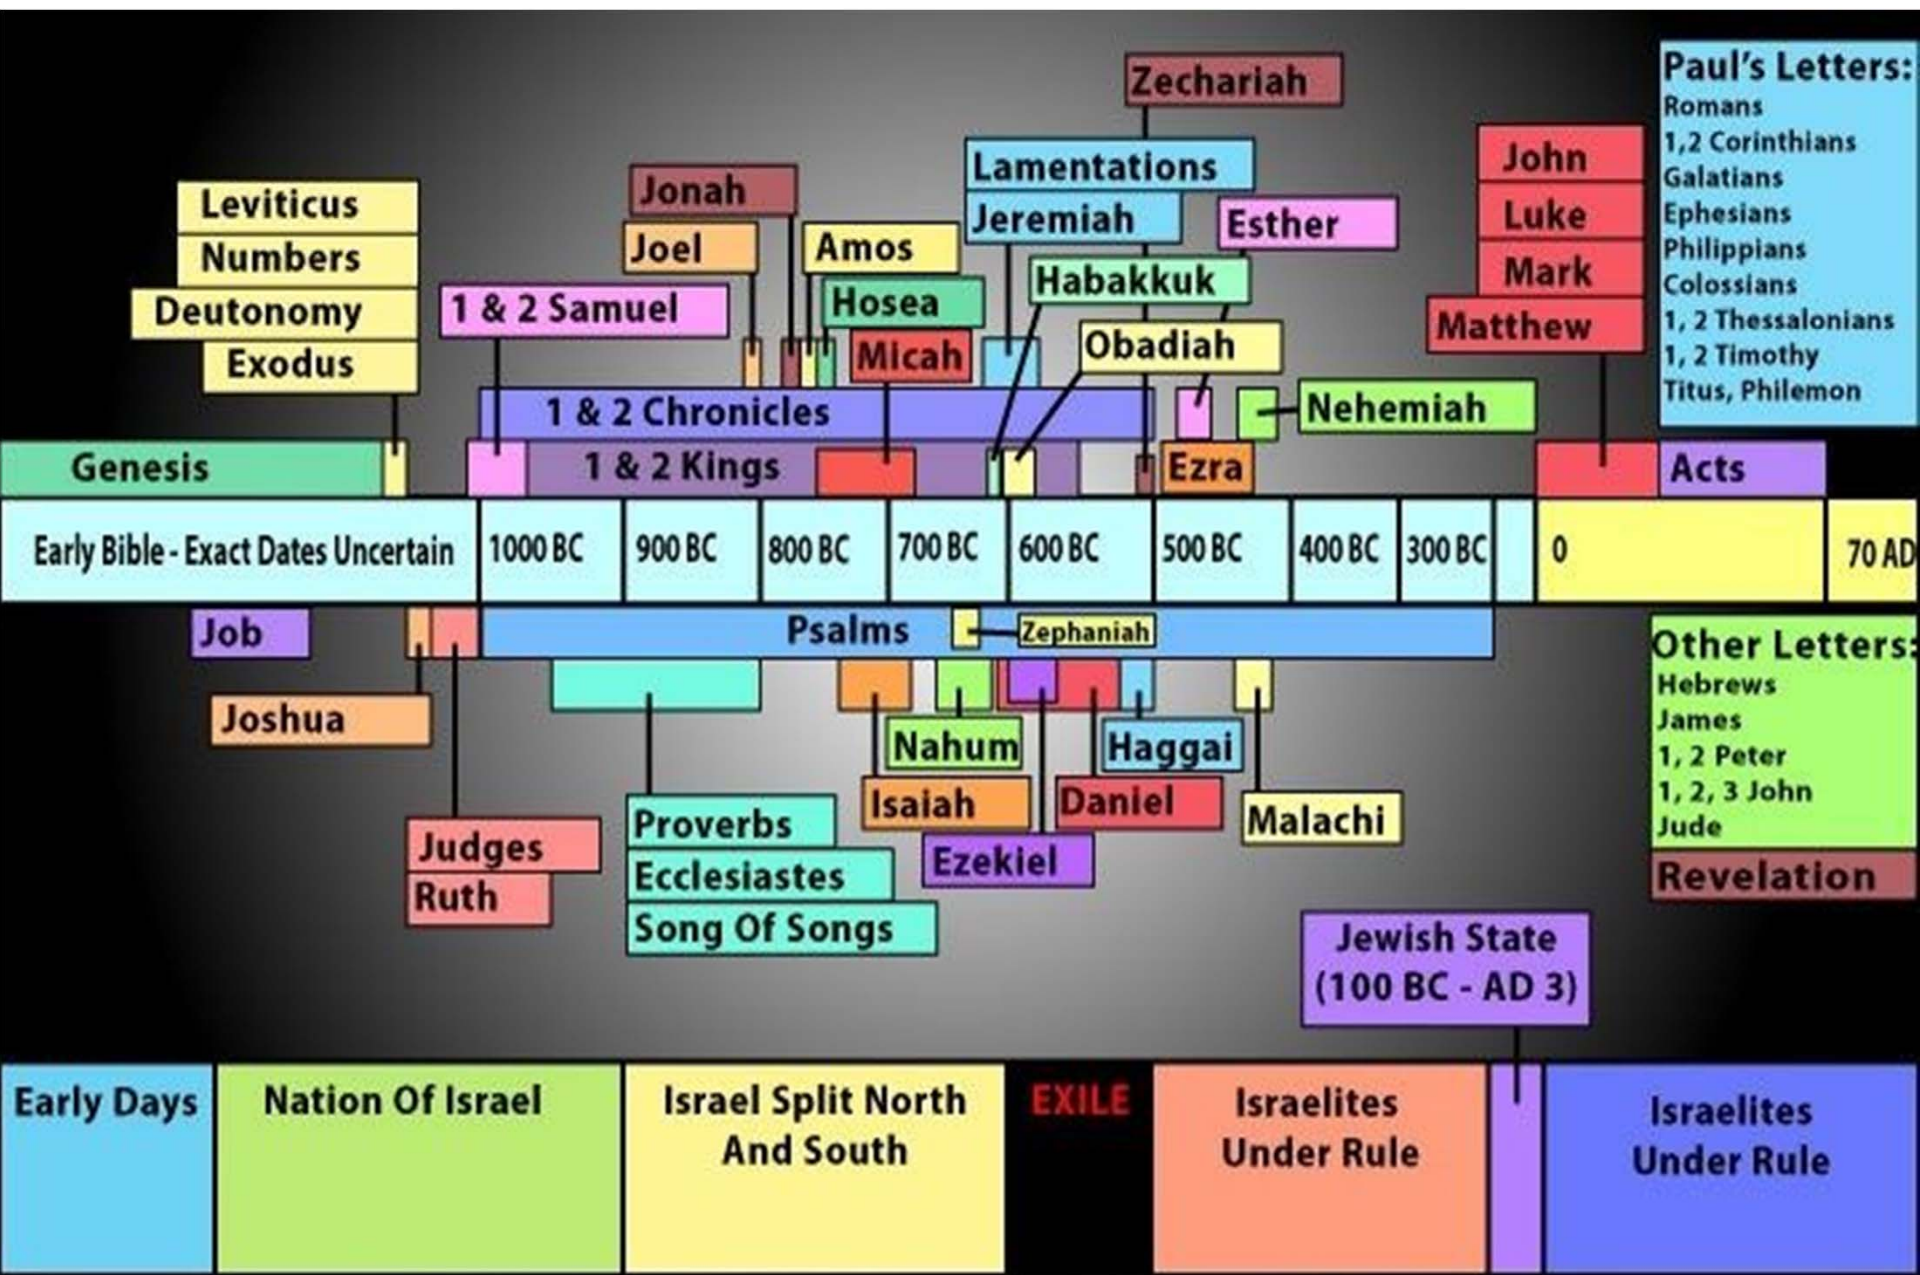 Zechariah
Paul's Letters:
Romans
1,2 Corinthians
Galatians
Ephesians
Philippians
Colossians
1, 2 Thessalonians
1, 2 Timothy
Titus, Philemon
Lamentations
Jeremiah
Esther
John
Luke
Mark
Matthew
Leviticus
Numbers
Deutonomy
Exodus
Jonah
Joel
Amos
Hosea
Micah
1 & 2 Samuel
Habakkuk
Obadiah
Nehemiah
1 & 2 Chronicles
Genesis
1 & 2 Kings
Ezra
Acts
Early Bible - Exact Dates Uncertain
1000 BC
900 BC
800 BC
700 BC
600 BC
500 BC
400 BC
300 BC
0
70 AD
Job
Psalms
Zephaniah
Joshua
Nahum
Haggai
Isaiah
Daniel
Malachi
Ezekiel
Judges
Ruth
Proverbs
Ecclesiastes
Song Of Songs
Other Letters:
Hebrews
James
1, 2 Peter
1, 2, 3 John
Jude
Revelation
Jewish State
(100 BC - AD 3)
Early Days
Nation Of Israel
Israel Split North
And South
EXILE
Israelites
Under Rule
Israelites
Under Rule